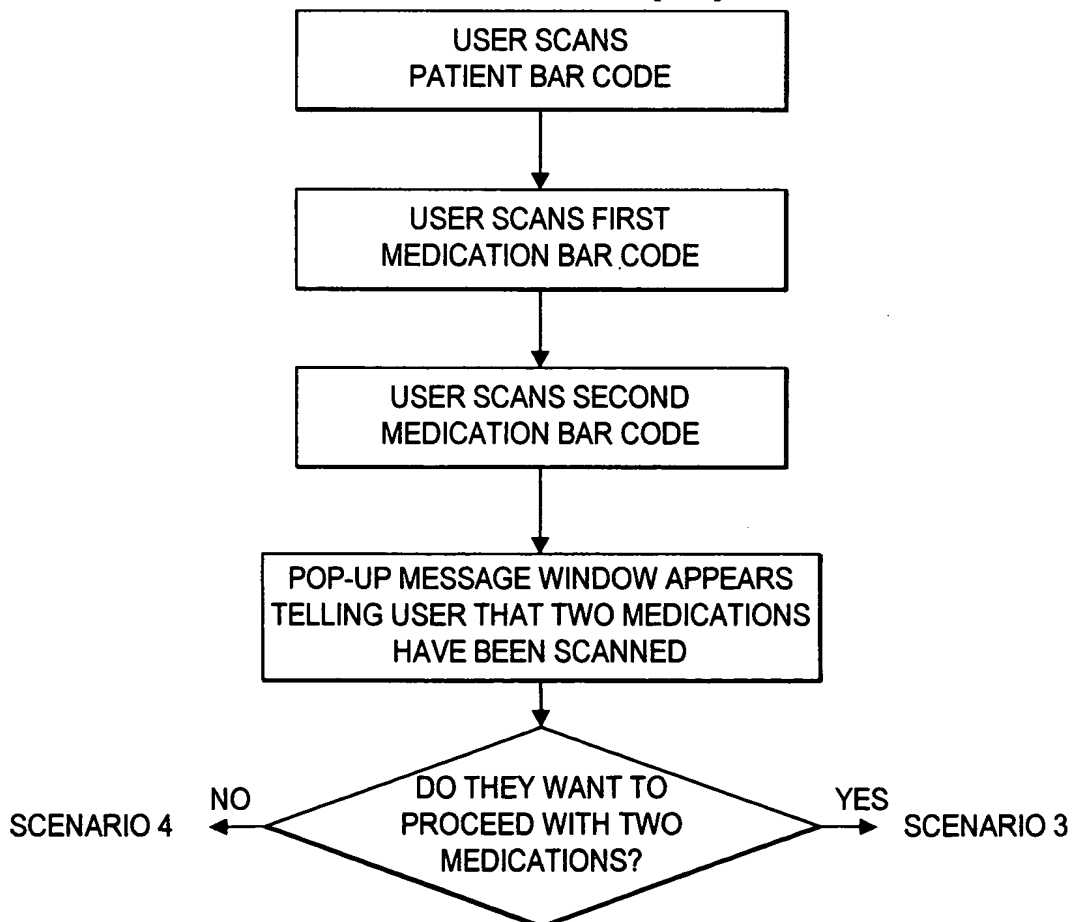 USER SCANS
PATIENT BAR CODE
USER SCANS FIRST
MEDICATION BAR CODE
USER SCANS SECOND
MEDICATION BAR CODE
POP-UP MESSAGE WINDOW APPEARS
TELLING USER THAT TWO MEDICATIONS
HAVE BEEN SCANNED
DO THEY WANT TO
PROCEED WITH TWO
MEDICATIONS?
NO
SCENARIO 4
YES
SCENARIO 3